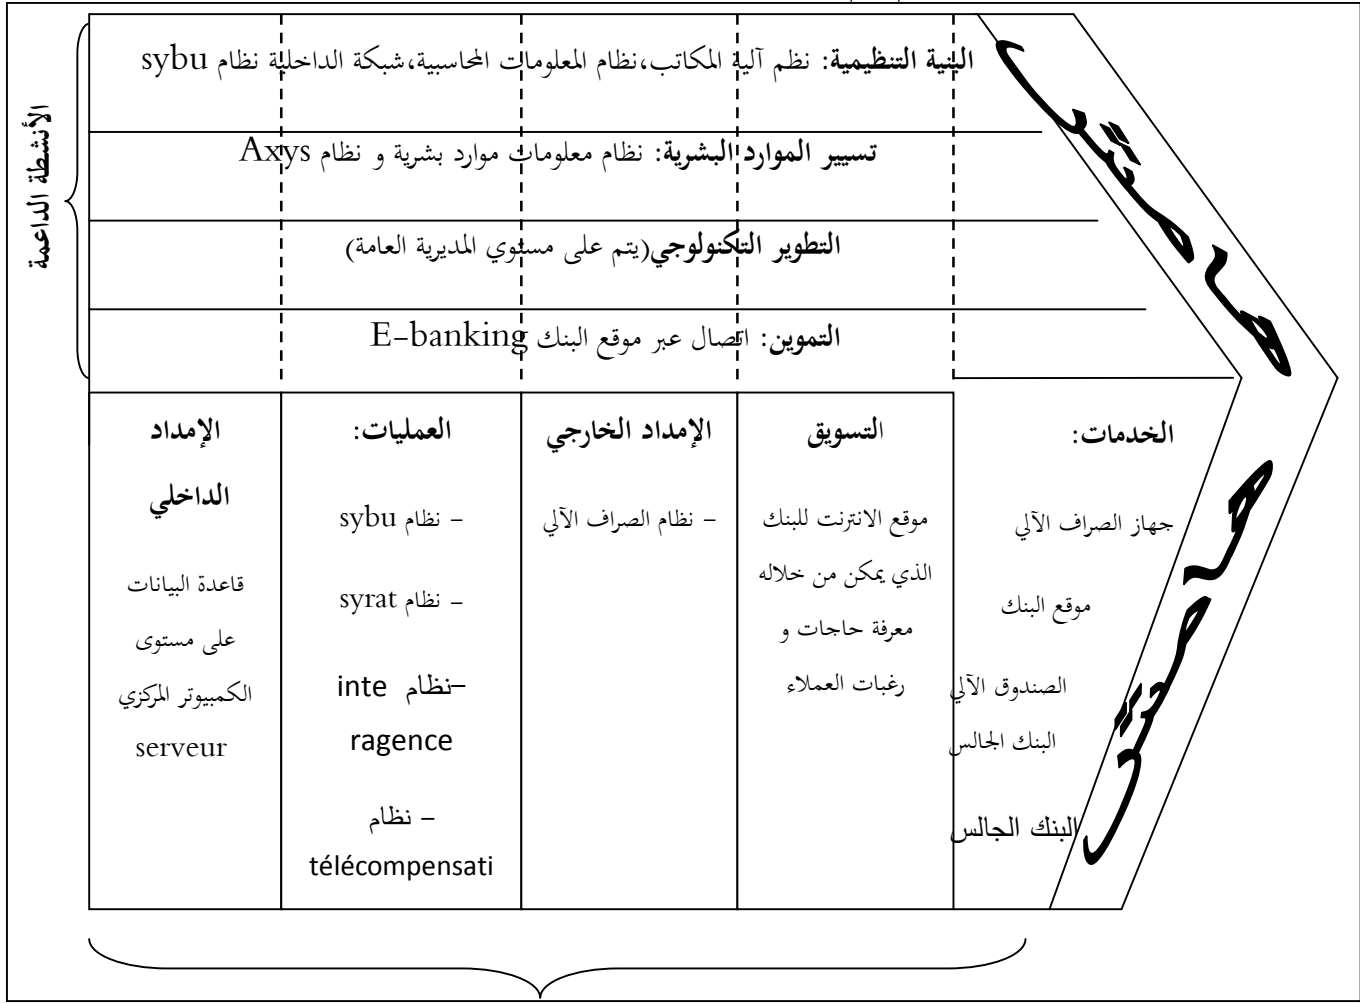 البنية التنظيمية: نظم آلية المكاتب،نظام المعلومات المحاسبية،شبكة الداخلية نظام sybu
تسيير الموارد البشرية: نظام معلومات موارد بشرية و نظام Axys
التطوير التكنولوجي(يتم على مستوي المديرية العامة)
التموين: اتصال عبر موقع البنك E-banking
الأنشطة الداعمة
الخدمات:
جهاز الصراف الآلي
موقع البنك
الصندوق الآلي
البنك الجالس
البنك الجالس
التسويق
موقع الانترنت للبنك
الذي يمكن من خلاله
معرفة حاجات و
رغبات العملاء
الإمداد الخارجي
- نظام الصراف الآلي
العمليات:
- نظام sybu
- نظام syrat
-نظام inte
ragence
- نظام
télécompensati
الإمداد
الداخلي
قاعدة البيانات
على مستوى
الكمبيوتر المركزي
serveur